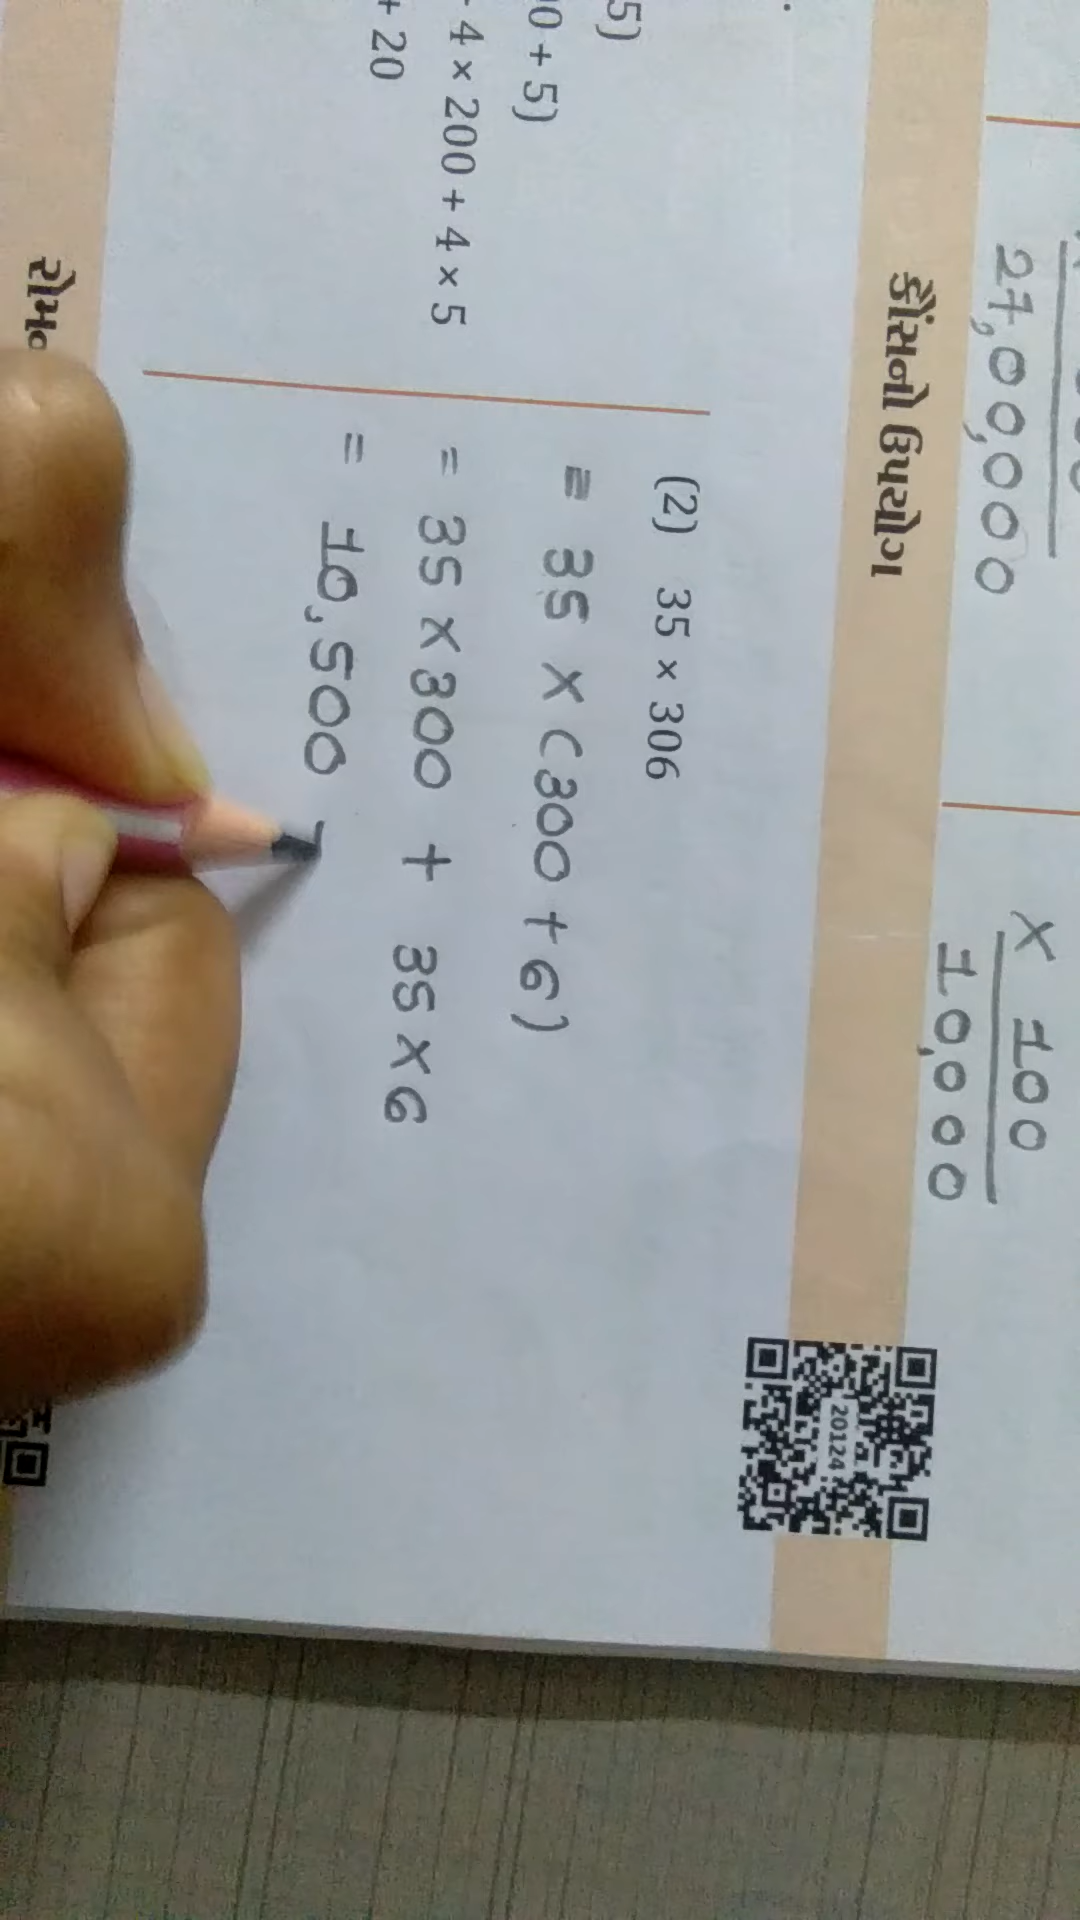 27,00,000
× 100
10,000
કૌંસનો ઉપયોગ
20124
5)
0 + 5)
4 × 200 + 4 × 5
+ 20
(2) 35 × 306
= 35 × (300 + 6)
= 35 × 300 + 35 × 6
= 10,500